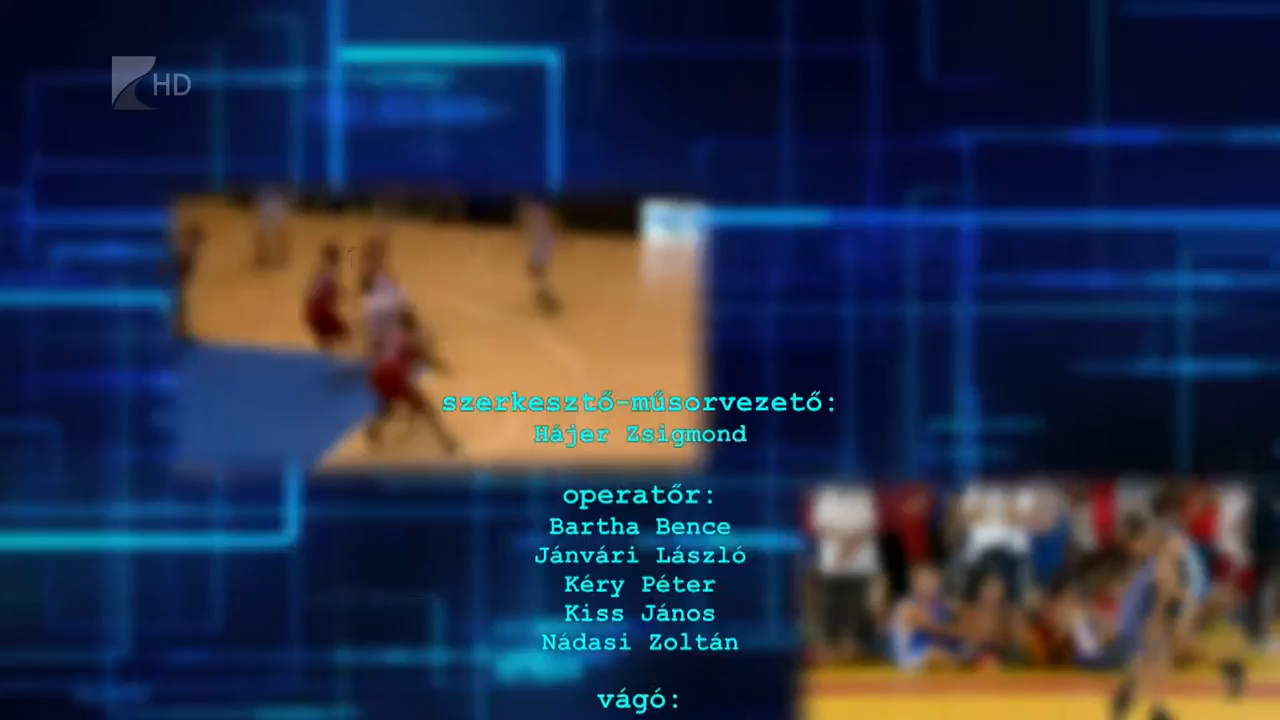 HD
szerkesztő-műsorvezető:
Hájer Zsigmond
operatőr:
Bartha Bence
Jánvári László
Kéry Péter
Kiss János
Nádasi Zoltán
vágó: